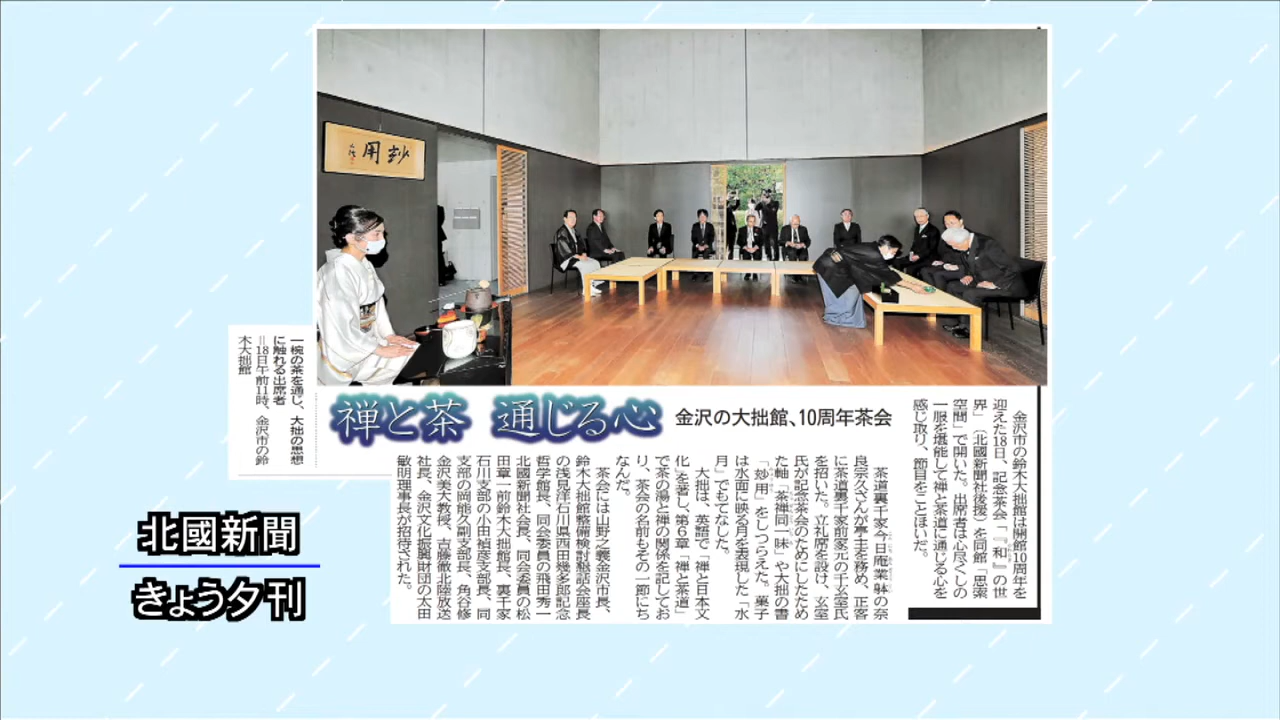 妙用
禅と茶 通じる心
金沢の大拙館、10周年茶会
金沢市の鈴木大拙館は開館10周年を
迎えた18日、記念茶会「『和』の世
界」(北國新聞社後援)を同館「思索
空間」で開いた。出席者は心尽くしの
一服を堪能して禅と茶道に通じる心を
感じ取り、節目をことほいだ。
茶道裏千家今日庵業躰の奈
良宗久さんが亭主を務め、正客
に茶道裏千家前家元の千玄室氏
を招いた。立礼席を設け、玄室
氏が記念茶会のためにしたため
た軸「茶禅同一味」や大拙の書
「妙用」をしつらえた。菓子
は水面に映る月を表現した「水
月」でもてなした。
大拙は、英語で「禅と日本文
化」を著し、第6章「禅と茶道」
で茶の湯と禅の関係を記してお
り、茶会の名前もその一節にち
なんだ。
茶会には山野之義金沢市長、
鈴木大拙館整備検討懇話会座長
の浅見洋石川県西田幾多郎記念
哲学館長、同会委員の飛田秀一
北國新聞社会長、同会委員の松
田章一前鈴木大拙館長、裏千家
石川支部の小田禎彦支部長、同
支部の岡能久副支部長、角谷修
金沢美大教授、吉藤徹北陸放送
社長、金沢文化振興財団の太田
敏明理事長が招待された。
一椀の茶を通じ、大拙の思想
に触れる出席者
=18日午前11時、金沢市の鈴
木大拙館
北國新聞
きょう夕刊